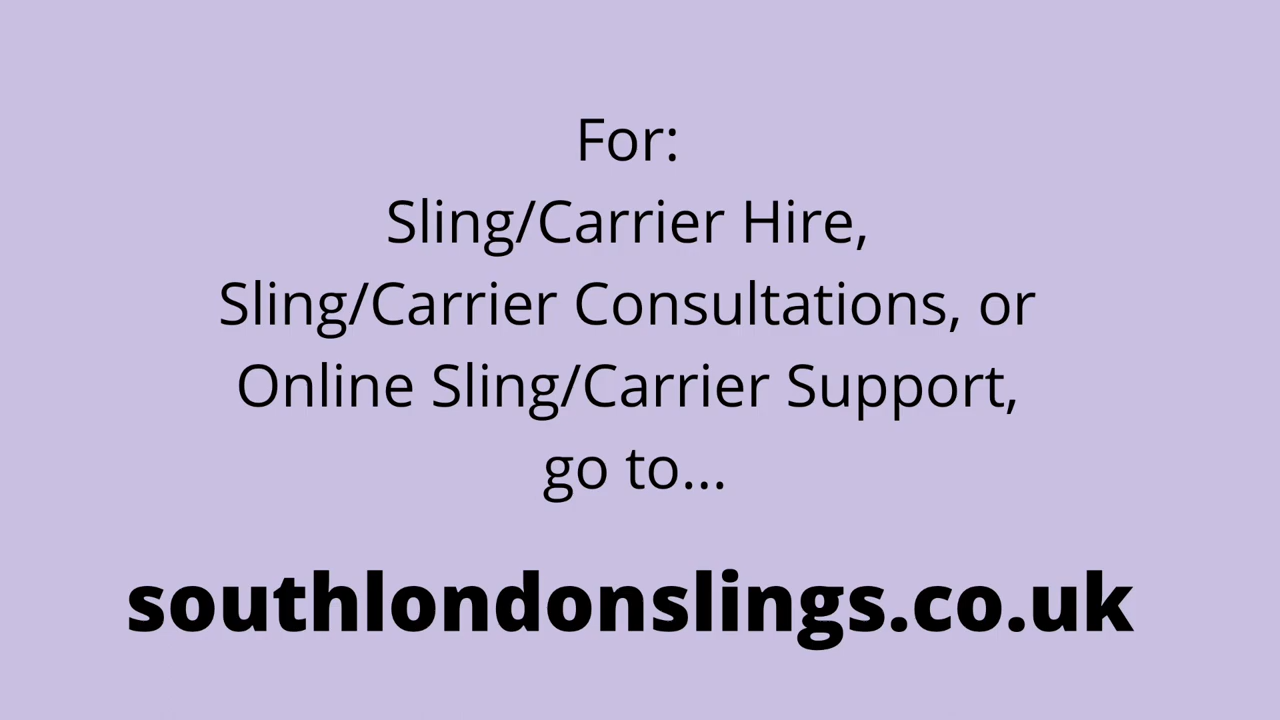 For:
Sling/Carrier Hire,
Sling/Carrier Consultations, or
Online Sling/Carrier Support,
go to...
southlondonslings.co.uk